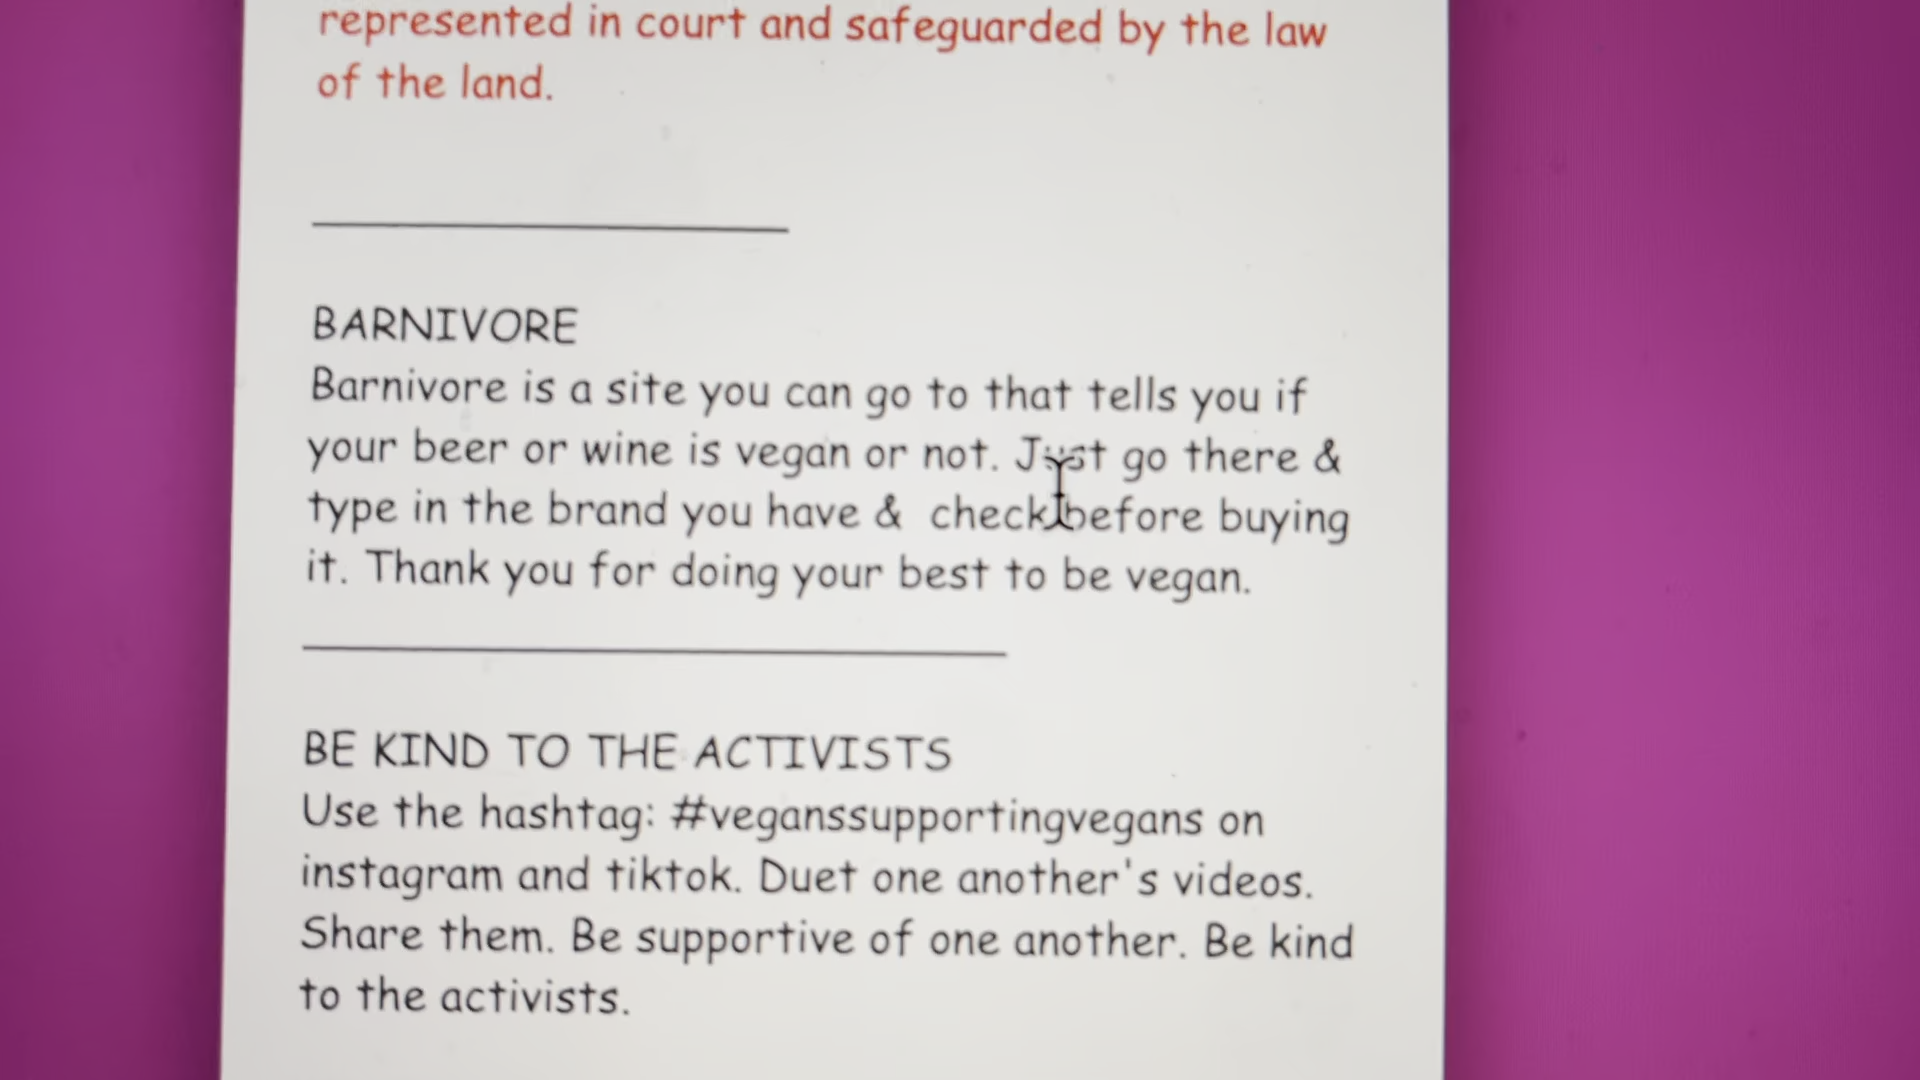 represented in court and safeguarded by the law
of the land.
BARNIVORE
Barnivore is a site you can go to that tells you if
your beer or wine is vegan or not. Just go there &
type in the brand you have &  check before buying
it. Thank you for doing your best to be vegan.
BE KIND TO THE ACTIVISTS
Use the hashtag: #veganssupportingvegans on
instagram and tiktok. Duet one another's videos.
Share them. Be supportive of one another. Be kind
to the activists.